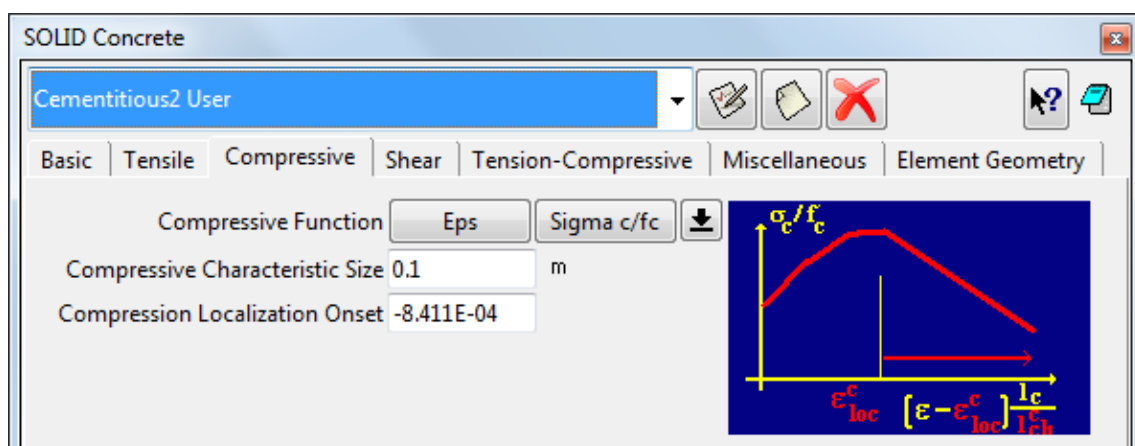 SOLID Concrete
Cementitious2 User
Basic Tensile Compressive Shear Tension-Compressive Miscellaneous Element Geometry
Compressive Function Eps Sigma c/fc
Compressive Characteristic Size 0.1 m
Compression Localization Onset -8.411E-04
σc/fc
εcloc [ε-εcloc]lc/lcch